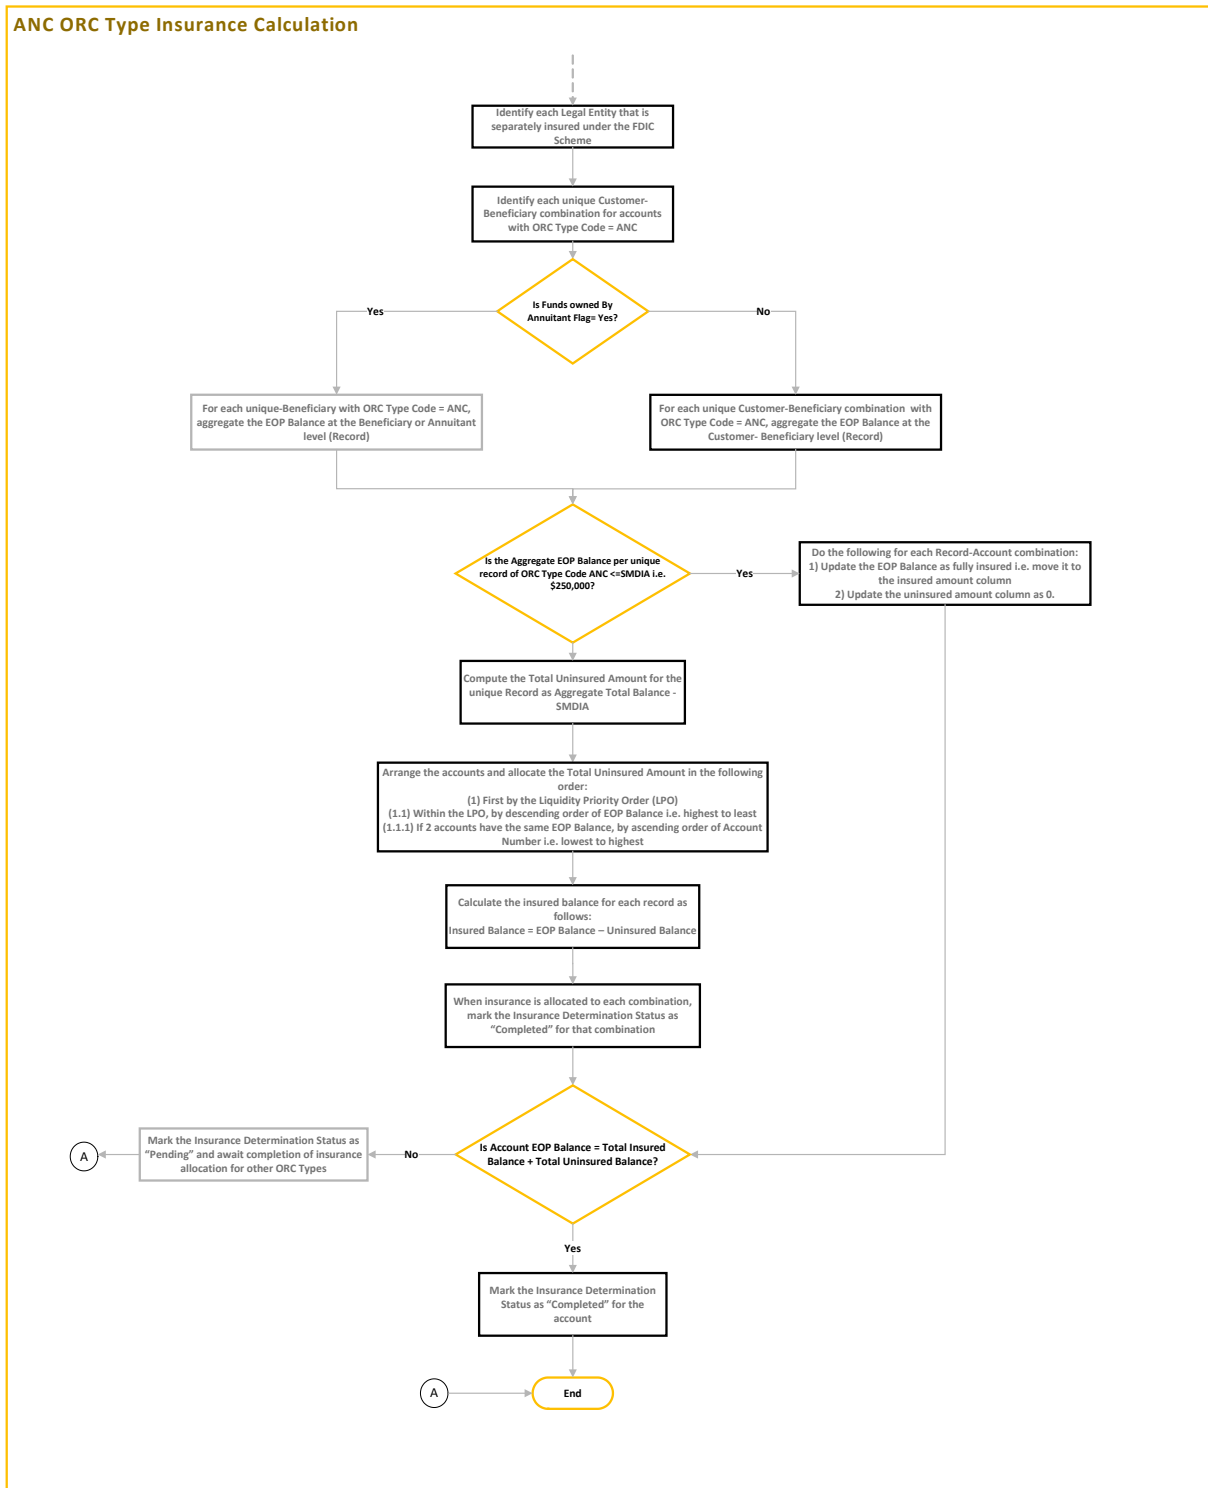 ANC ORC Type Insurance Calculation
Identify each Legal Entity that is
separately insured under the FDIC
Scheme
Identify each unique Customer-
Beneficiary combination for accounts
with ORC Type Code = ANC
Is Funds owned By
Annuitant Flag= Yes?
Yes
No
For each unique-Beneficiary with ORC Type Code = ANC,
aggregate the EOP Balance at the Beneficiary or Annuitant
level (Record)
For each unique Customer-Beneficiary combination with
ORC Type Code = ANC, aggregate the EOP Balance at the
Customer- Beneficiary level (Record)
Is the Aggregate EOP Balance per unique
record of ORC Type Code ANC <=SMDIA i.e.
$250,000?
Yes
Do the following for each Record-Account combination:
1) Update the EOP Balance as fully insured i.e. move it to
the insured amount column
2) Update the uninsured amount column as 0.
Compute the Total Uninsured Amount for the
unique Record as Aggregate Total Balance -
SMDIA
Arrange the accounts and allocate the Total Uninsured Amount in the following
order:
(1) First by the Liquidity Priority Order (LPO)
(1.1) Within the LPO, by descending order of EOP Balance i.e. highest to least
(1.1.1) If 2 accounts have the same EOP Balance, by ascending order of Account
Number i.e. lowest to highest
Calculate the insured balance for each record as
follows:
Insured Balance = EOP Balance – Uninsured Balance
When insurance is allocated to each combination,
mark the Insurance Determination Status as
“Completed” for that combination
Is Account EOP Balance = Total Insured
Balance + Total Uninsured Balance?
No
Mark the Insurance Determination Status as
“Pending” and await completion of insurance
allocation for other ORC Types
A
Yes
Mark the Insurance Determination
Status as “Completed” for the
account
A
End